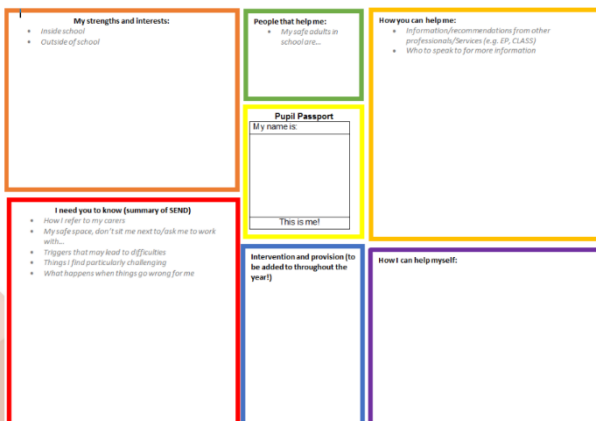 My strengths and interests:
Inside school
Outside of school
People that help me:
My safe adults in
school are...
How you can help me:
Information/recommendations from other
professionals/Services (e.g. EP, CLASS)
Who to speak to for more information
Pupil Passport
My name is:
This is me!
I need you to know (summary of SEND)
How I refer to my carers
My safe space, don't sit me next to/ask me to work
with...
Triggers that may lead to difficulties
Things I find particularly challenging
What happens when things go wrong for me
Intervention and provision (to
be added to throughout the
year!)
How I can help myself: